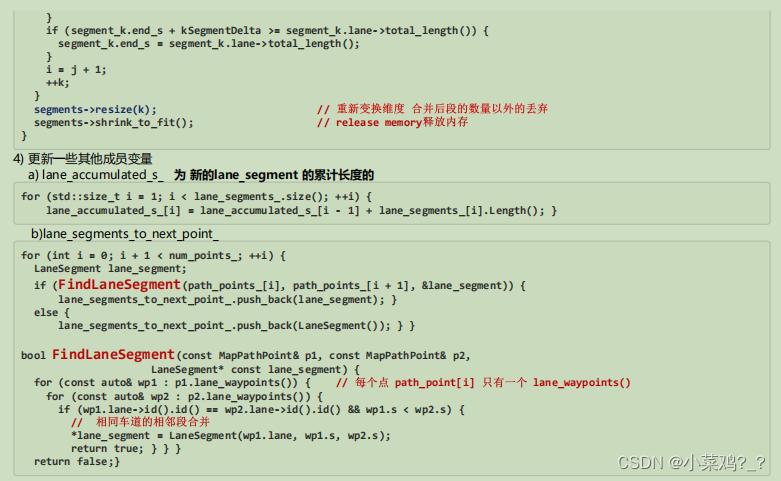 }
    if (segment_k.end_s + kSegmentDelta >= segment_k.lane->total_length()) {
      segment_k.end_s = segment_k.lane->total_length();
    }
    i = j + 1;
    ++k;
  }
  segments->resize(k); // 重新变换维度 合并后段的数量以外的丢弃
  segments->shrink_to_fit(); // release memory释放内存
}
4) 更新一些其他成员变量
a) lane_accumulated_s_ 为 新的lane_segment 的累计长度的
for (std::size_t i = 1; i < lane_segments_.size(); ++i) {
    lane_accumulated_s_[i] = lane_accumulated_s_[i - 1] + lane_segments_[i].Length(); }
b)lane_segments_to_next_point_
for (int i = 0; i + 1 < num_points_; ++i) {
  LaneSegment lane_segment;
  if (FindLaneSegment(path_points_[i], path_points_[i + 1], &lane_segment)) {
      lane_segments_to_next_point_.push_back(lane_segment); }
  else {
      lane_segments_to_next_point_.push_back(LaneSegment()); } }
bool FindLaneSegment(const MapPathPoint& p1, const MapPathPoint& p2,
                     LaneSegment* const lane_segment) {
  for (const auto& wp1 : p1.lane_waypoints()) { // 每个点 path_point[i] 只有一个 lane_waypoints()
    for (const auto& wp2 : p2.lane_waypoints()) {
      if (wp1.lane->id().id() == wp2.lane->id().id() && wp1.s < wp2.s) {
        // 相同车道的相邻段合并
        *lane_segment = LaneSegment(wp1.lane, wp1.s, wp2.s);
        return true; } } }
  return false;}
CSDN @小菜鸡?_?